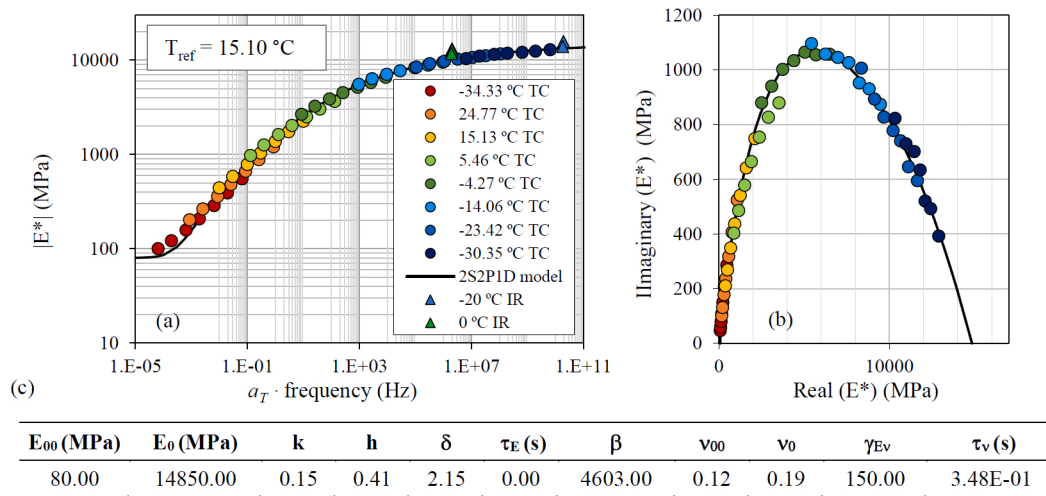 T_ref = 15.10 °C
10000
1000
100
10
|E*| (MPa)
-34.33 ºC TC
24.77 ºC TC
15.13 ºC TC
5.46 ºC TC
-4.27 ºC TC
-14.06 ºC TC
-23.42 ºC TC
-30.35 ºC TC
2S2P1D model
-20 ºC IR
0 ºC IR
(a)
1.E-05 1.E-01 1.E+03 1.E+07 1.E+11
a_T · frequency (Hz)
1200
1000
800
600
400
200
0
IImaginary (E*) (MPa)
(b)
0 10000
Real (E*) (MPa)
(c)
E00 (MPa) E0 (MPa) k h δ τE (s) β ν00 ν0 γEν τν (s)
80.00 14850.00 0.15 0.41 2.15 0.00 4603.00 0.12 0.19 150.00 3.48E-01